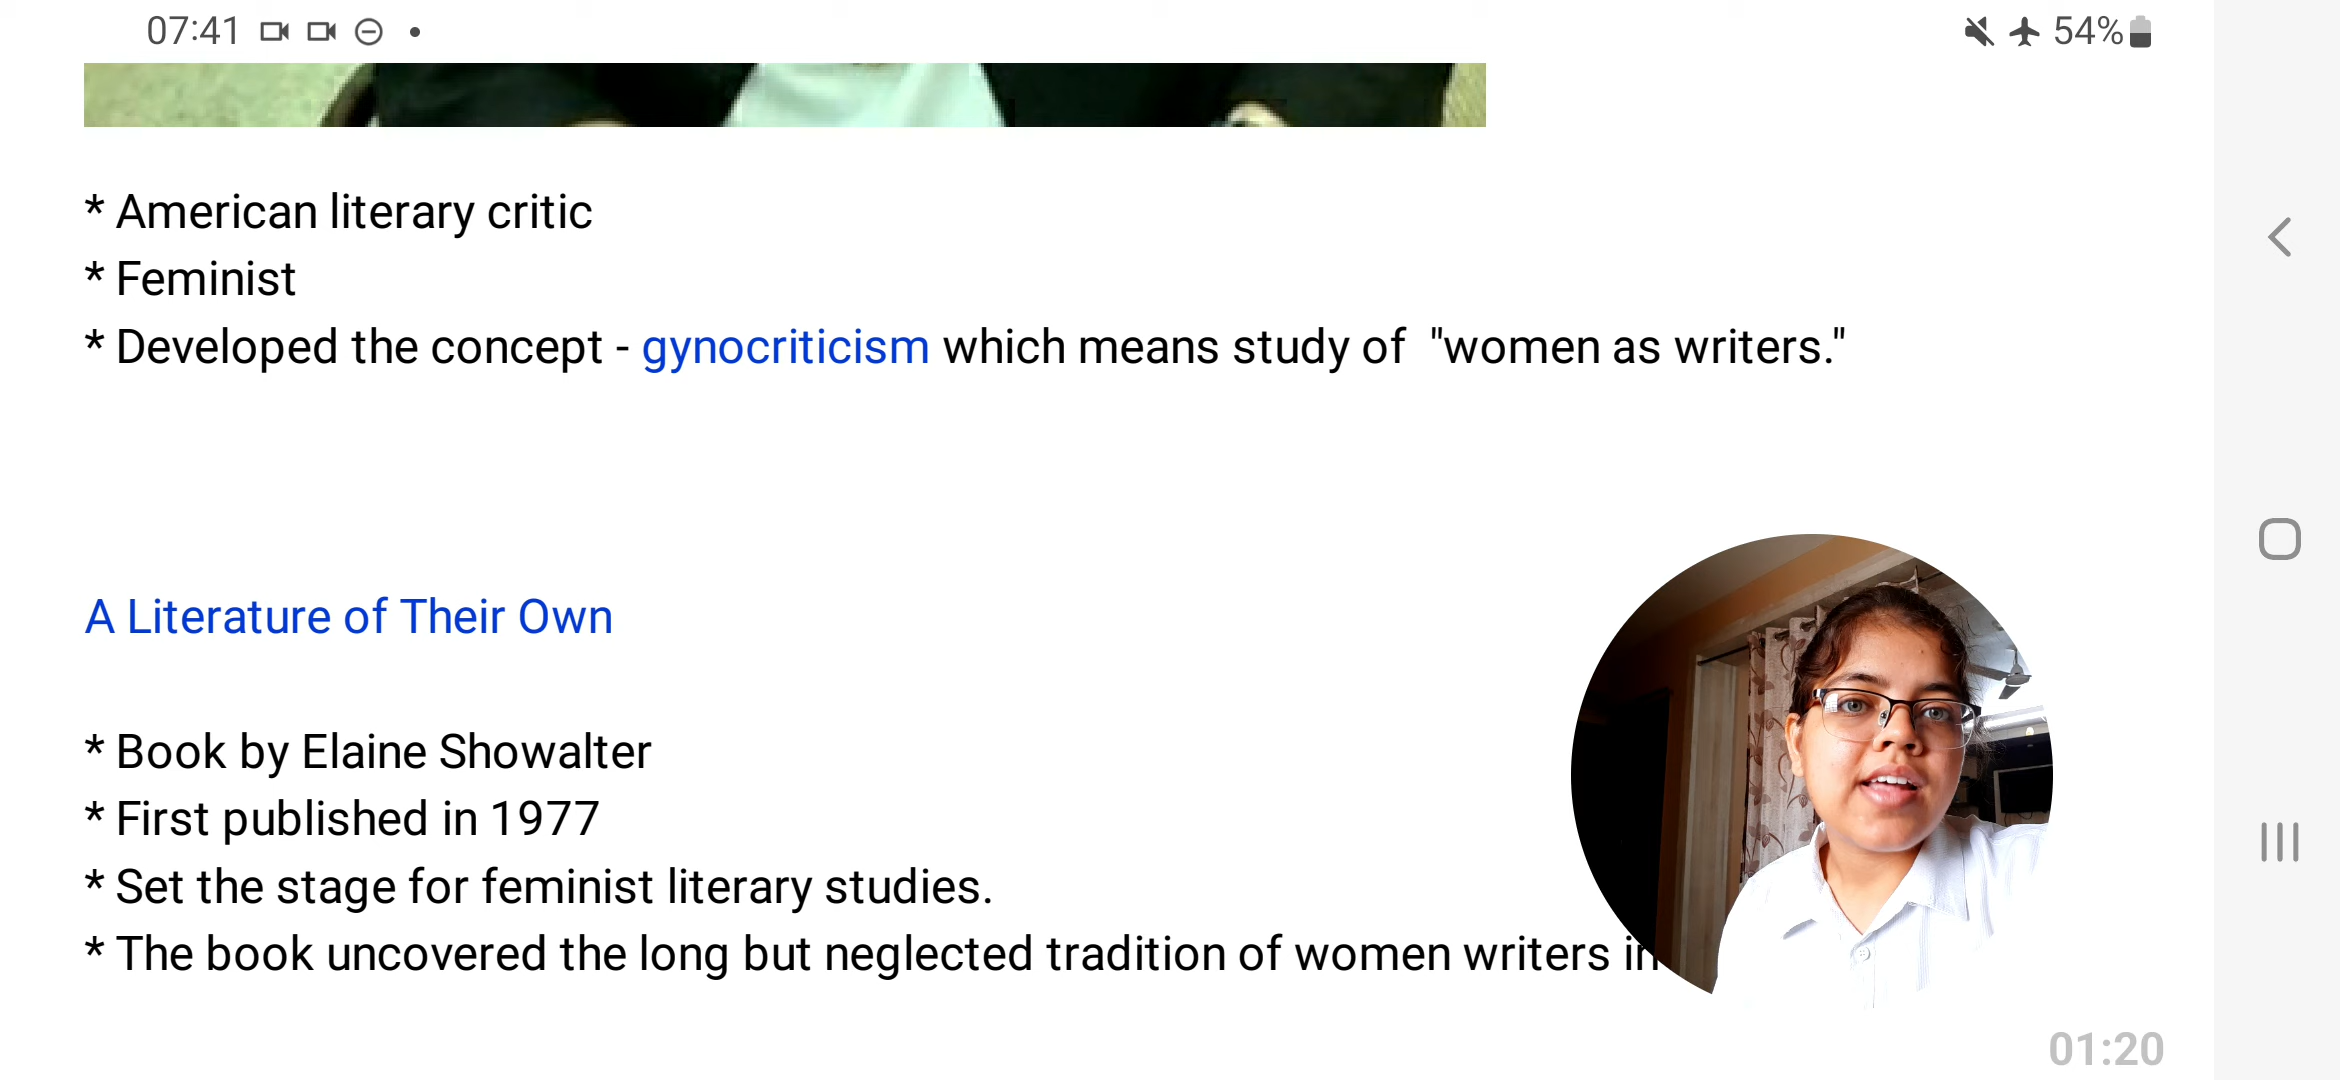 07:41
54%
* American literary critic
* Feminist
* Developed the concept - gynocriticism which means study of "women as writers."
A Literature of Their Own
* Book by Elaine Showalter
* First published in 1977
* Set the stage for feminist literary studies.
* The book uncovered the long but neglected tradition of women writers in
01:20